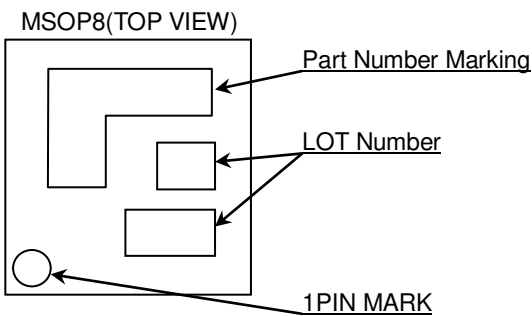 MSOP8(TOP VIEW)
Part Number Marking
LOT Number
1PIN MARK